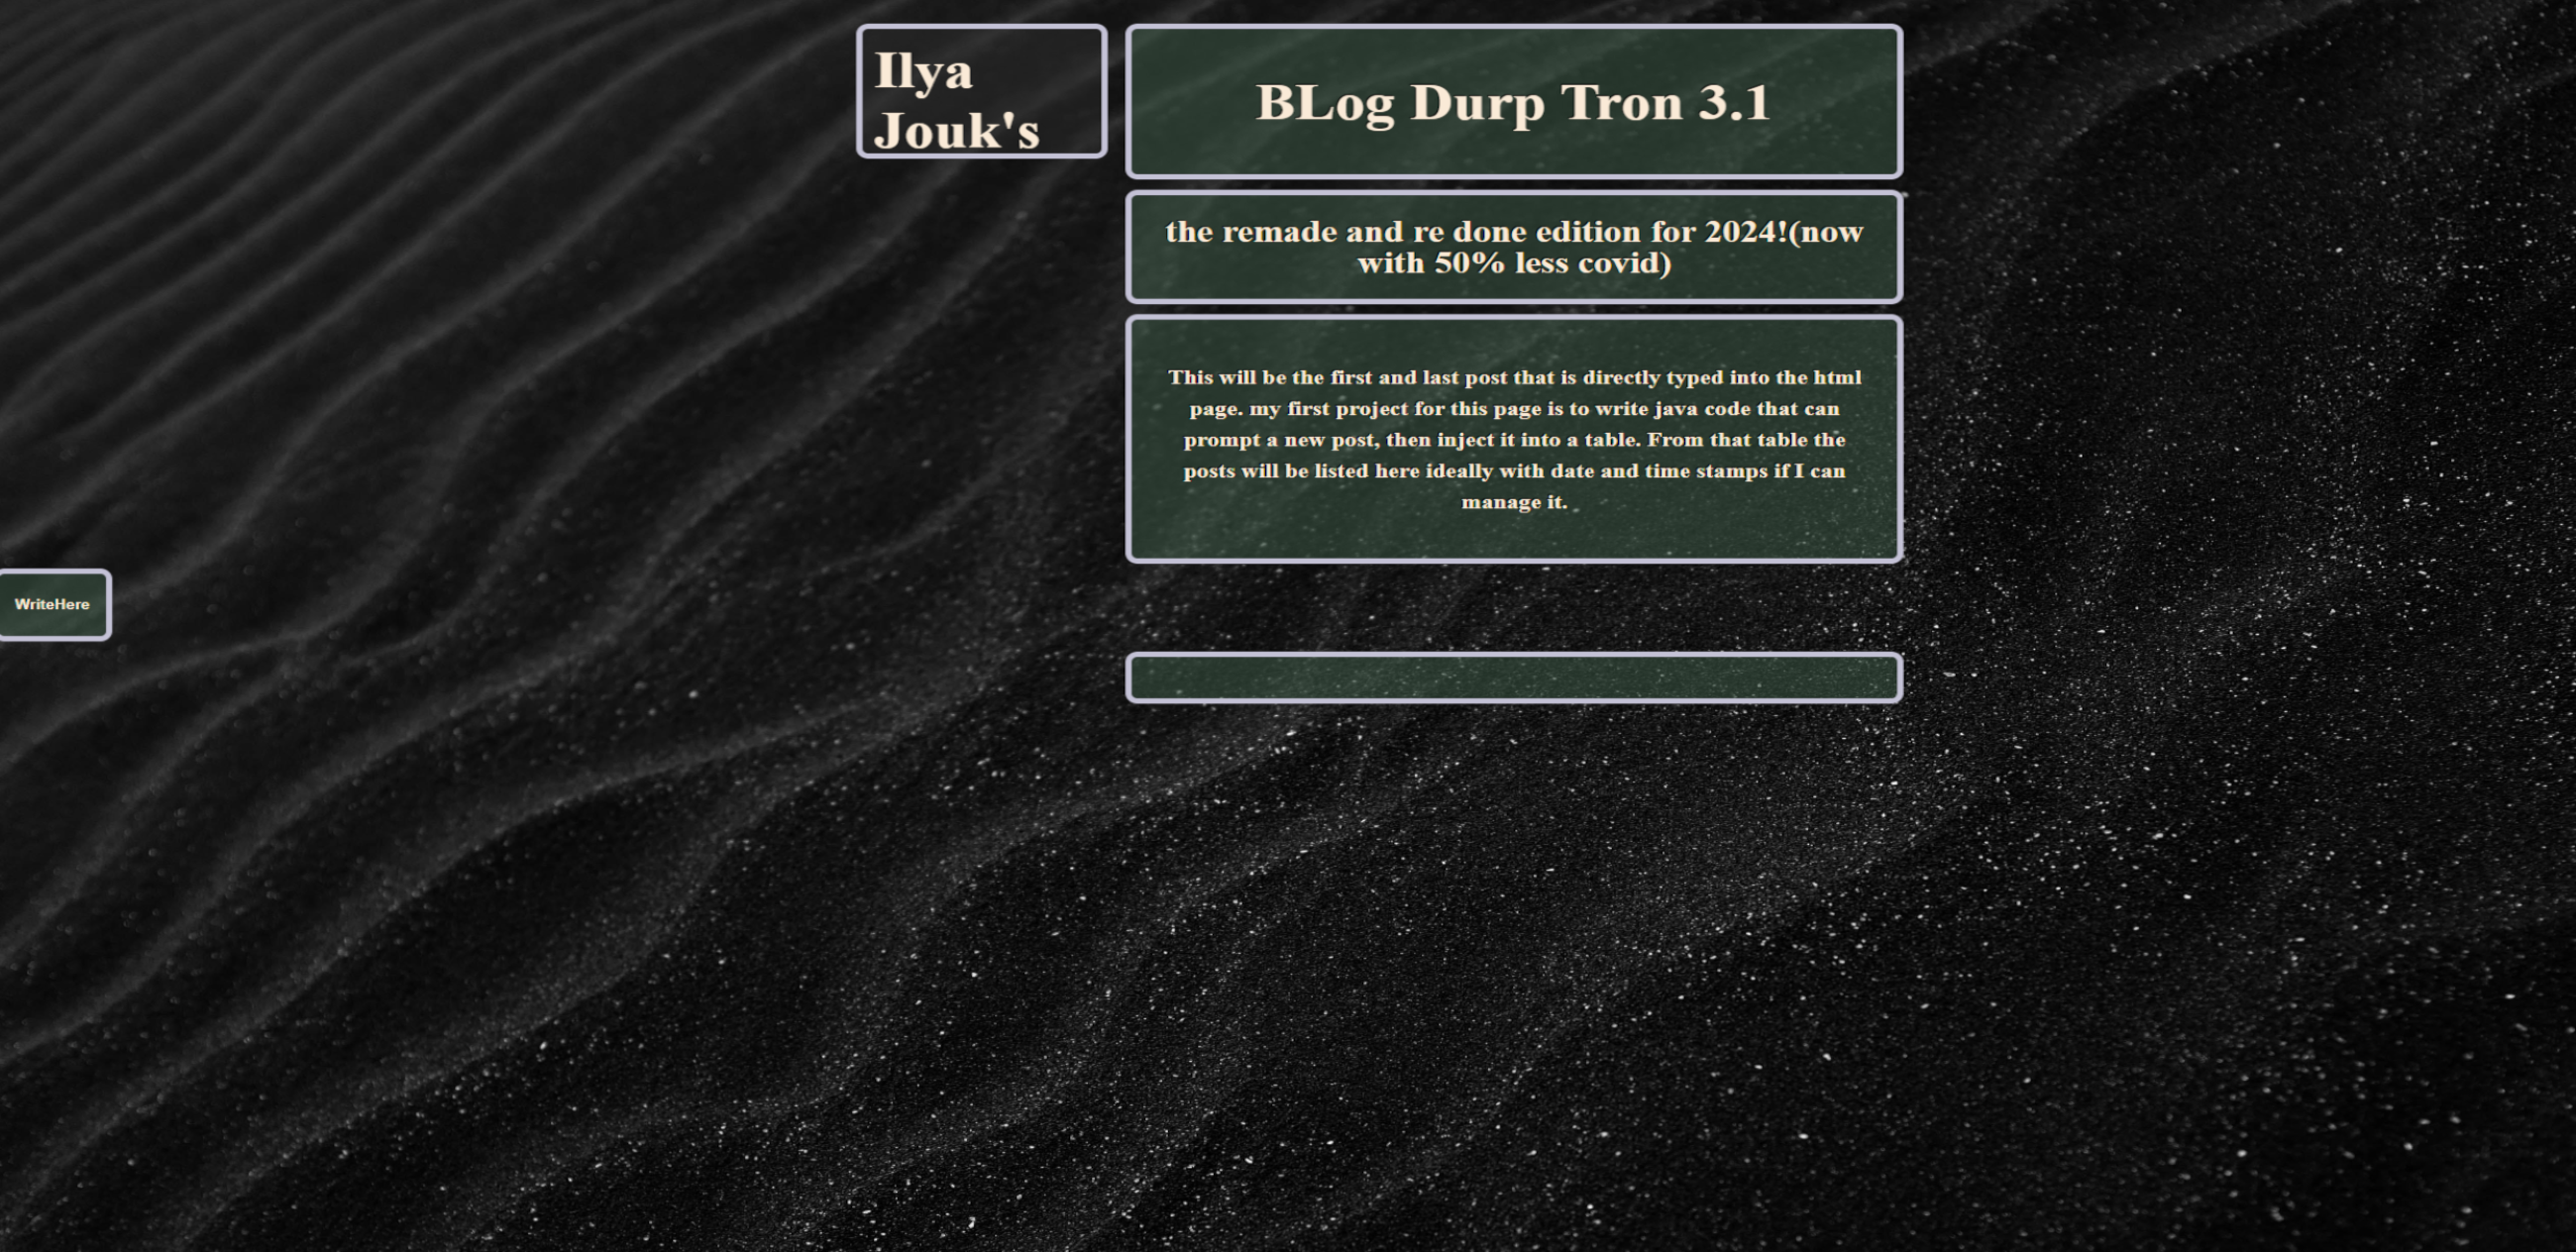 Ilya
Jouk's
BLog Durp Tron 3.1
the remade and re done edition for 2024!(now
with 50% less covid)
This will be the first and last post that is directly typed into the html
page. my first project for this page is to write java code that can
prompt a new post, then inject it into a table. From that table the
posts will be listed here ideally with date and time stamps if I can
manage it.
WriteHere